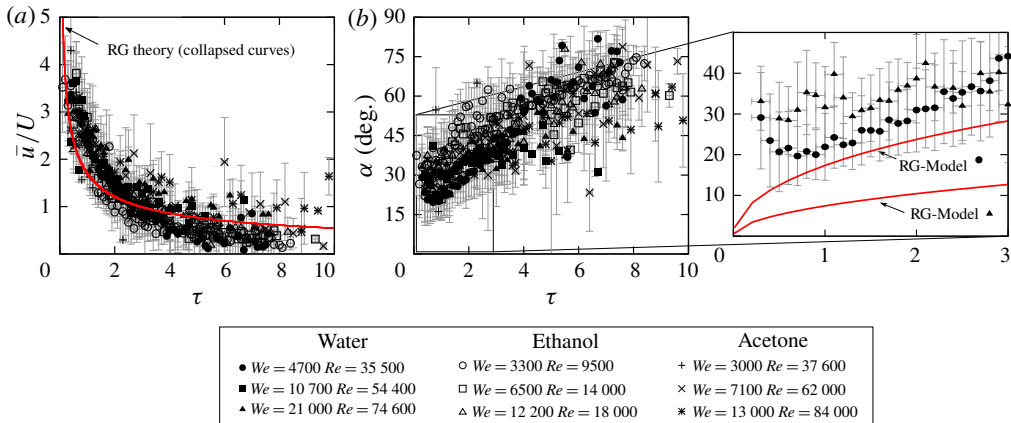 (a)
5
4
3
2
1
0
ū/U
RG theory (collapsed curves)
2 4 6 8 10
τ
(b)
90
75
60
45
30
15
0
α (deg.)
2 4 6 8 10
τ
40
30
20
10
RG-Model
RG-Model
1 2 3
Water Ethanol Acetone
We = 4700 Re = 35 500 We = 3300 Re = 9500 We = 3000 Re = 37 600
We = 10 700 Re = 54 400 We = 6500 Re = 14 000 We = 7100 Re = 62 000
We = 21 000 Re = 74 600 We = 12 200 Re = 18 000 We = 13 000 Re = 84 000